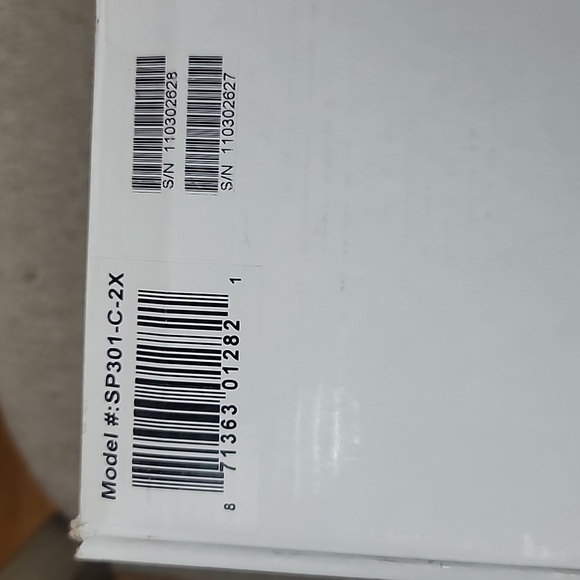 S/N 110302628
S/N 110302627
Model #:SP301-C-2X
8 71363 01282 1